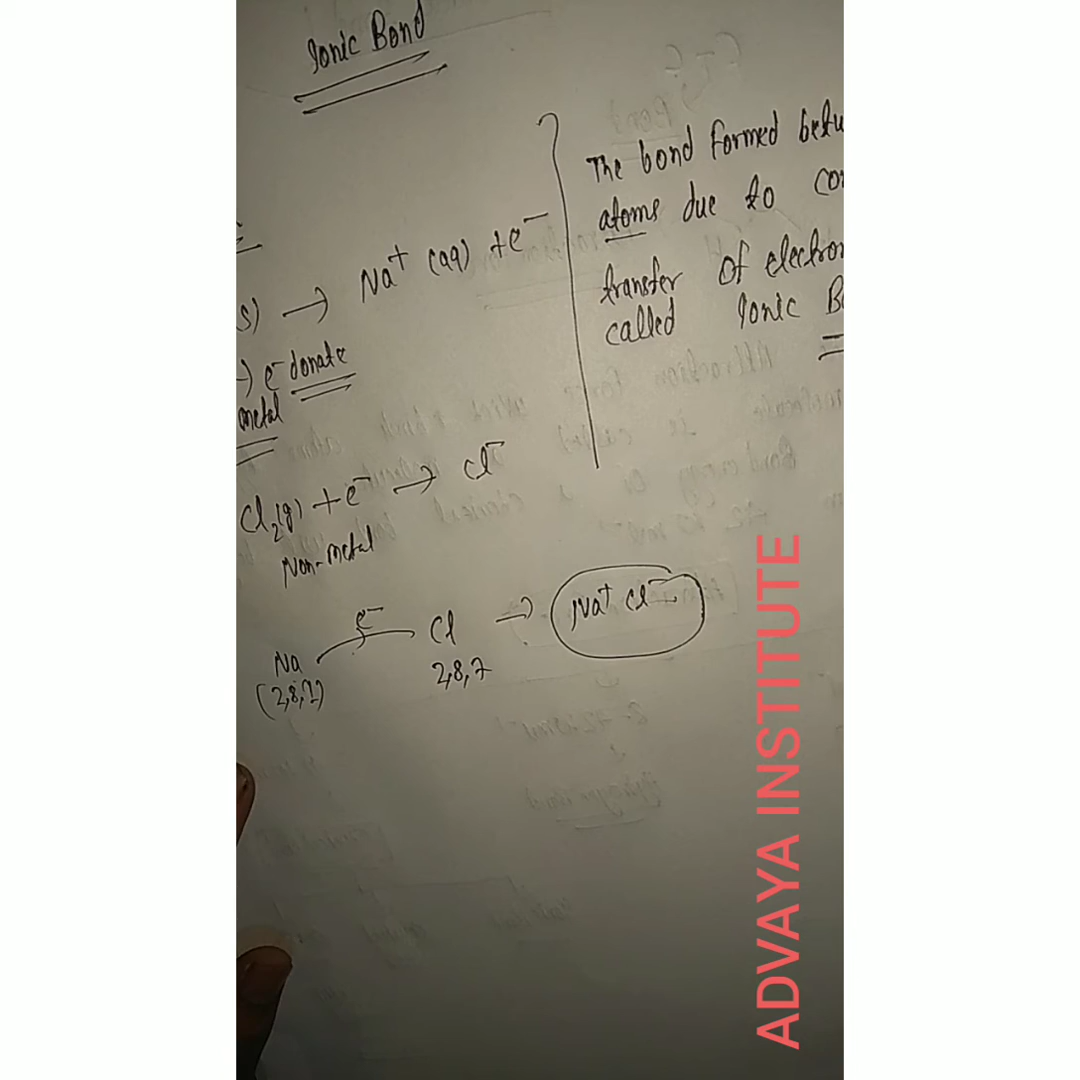 Ionic Bond
The bond formed betw
atoms due to co
transfer of electron
called Ionic B
s) → Na⁺ (aq) + e⁻
→ e⁻ donate
metal
Cl₂(g) + e⁻ → Cl⁻
Non-metal
e⁻
Na Cl → Na⁺ Cl⁻
(2,8,1) 2,8,7
ADVAYA INSTITUTE